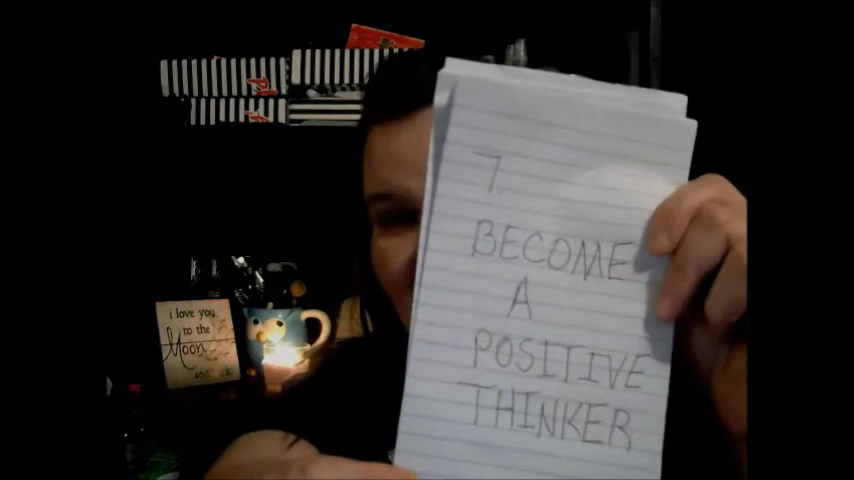 7
BECOME
A
POSITIVE
THINKER
i love you
to the
Moon